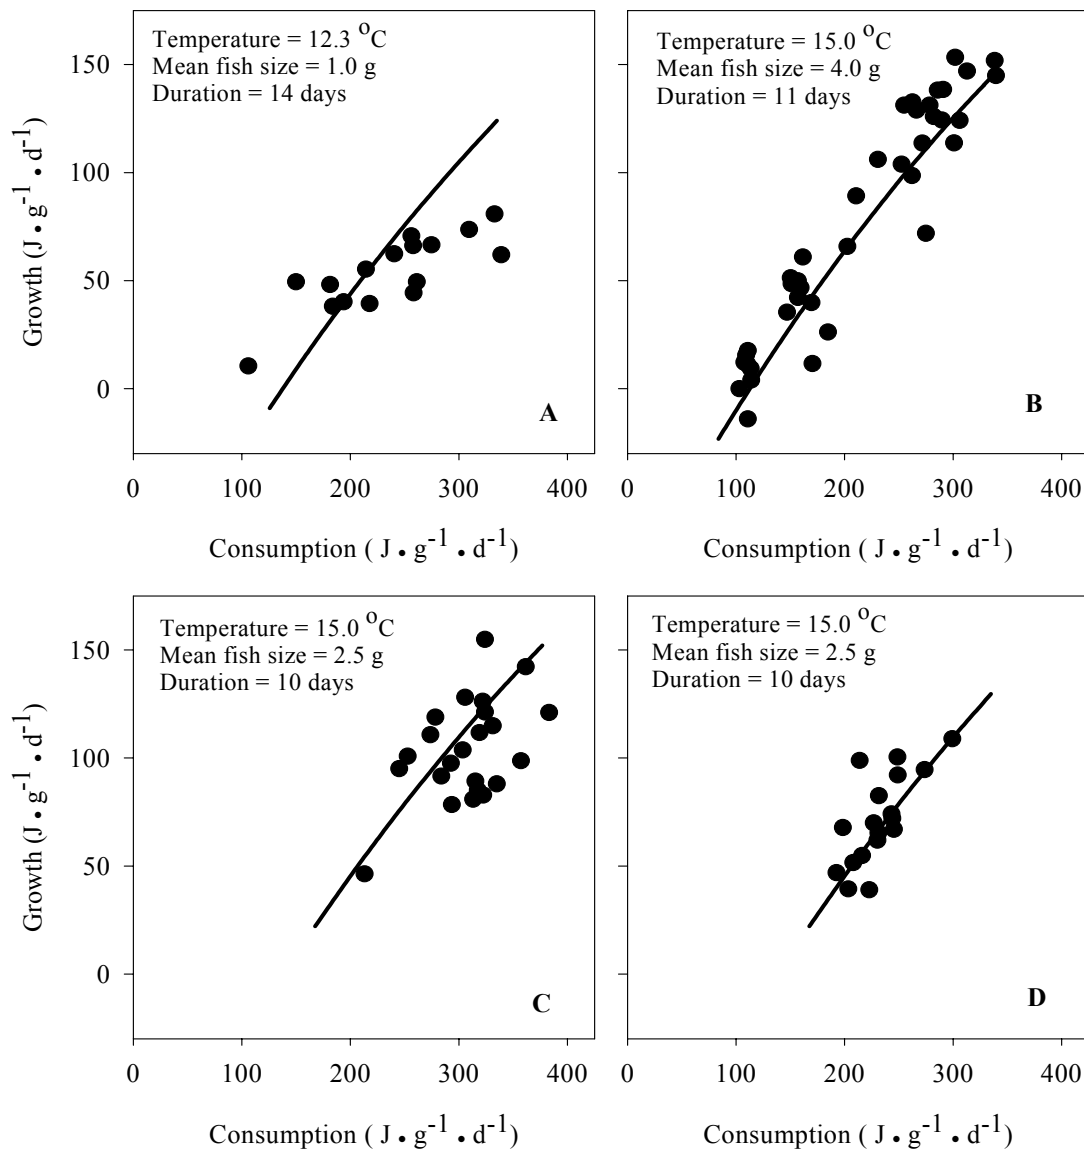 Temperature = 12.3 °C
Mean fish size = 1.0 g
Duration = 14 days
150
100
50
0
Growth (J • g⁻¹ • d⁻¹)
A
0 100 200 300 400
Consumption ( J • g⁻¹ • d⁻¹)
Temperature = 15.0 °C
Mean fish size = 4.0 g
Duration = 11 days
B
0 100 200 300 400
Consumption ( J • g⁻¹ • d⁻¹)
Temperature = 15.0 °C
Mean fish size = 2.5 g
Duration = 10 days
150
100
50
0
Growth (J • g⁻¹ • d⁻¹)
C
0 100 200 300 400
Consumption ( J • g⁻¹ • d⁻¹)
Temperature = 15.0 °C
Mean fish size = 2.5 g
Duration = 10 days
D
0 100 200 300 400
Consumption ( J • g⁻¹ • d⁻¹)